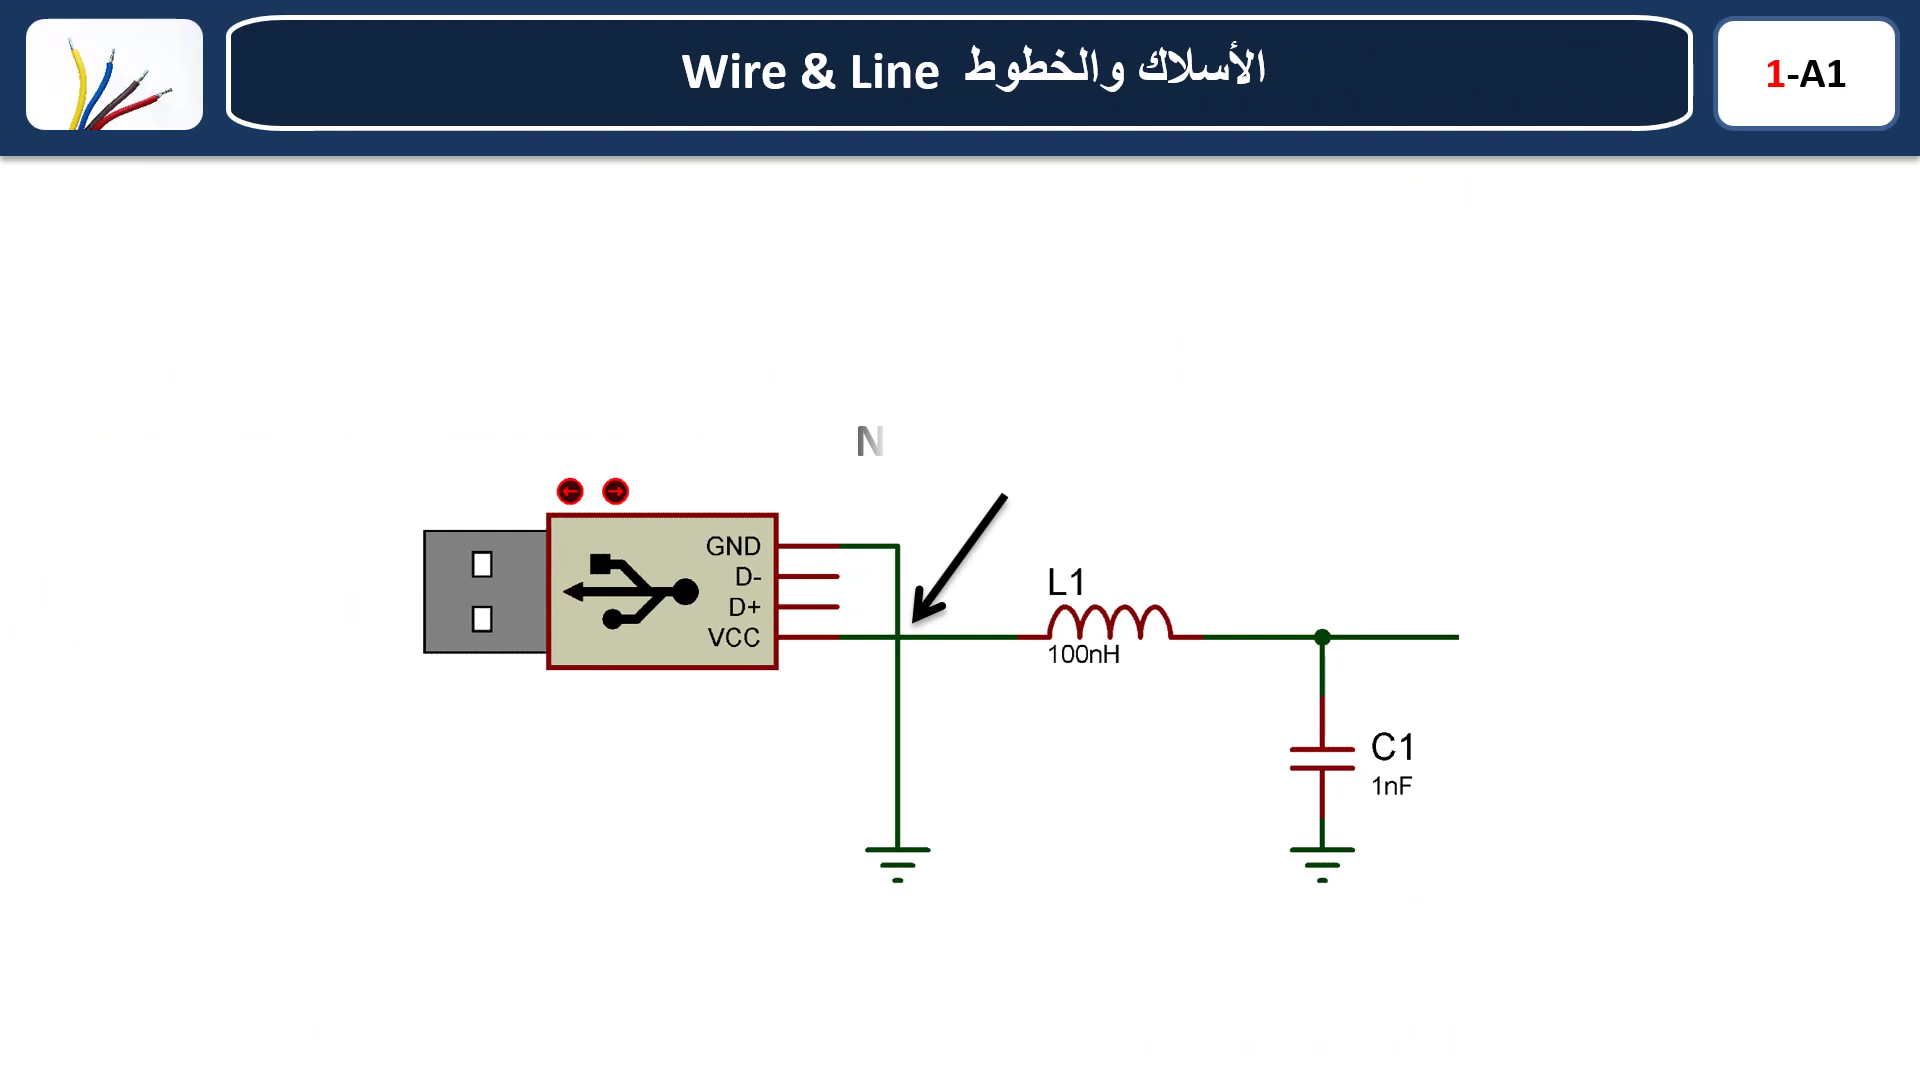 Wire & Line الأسلاك والخطوط
1-A1
N
GND
D-
D+
VCC
L1
100nH
C1
1nF